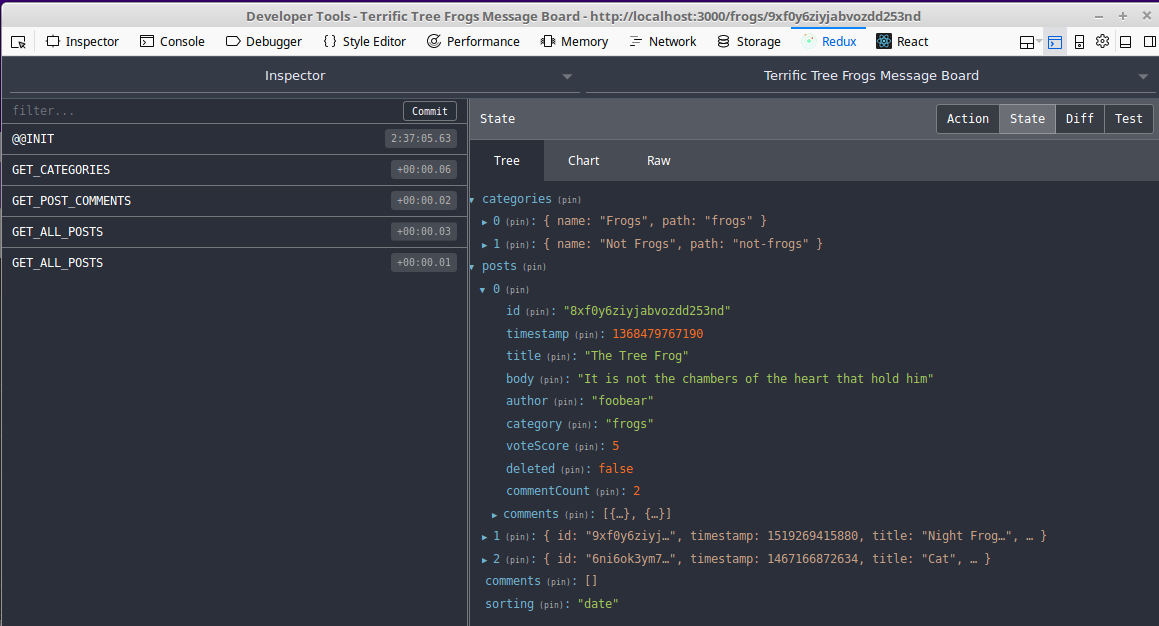 Developer Tools - Terrific Tree Frogs Message Board - http://localhost:3000/frogs/9xf0y6ziyjabvozdd253nd
Inspector Console Debugger {} Style Editor Performance Memory Network Storage Redux React
Inspector Terrific Tree Frogs Message Board
filter... Commit
@@INIT 2:37:05.63
GET_CATEGORIES +00:00.06
GET_POST_COMMENTS +00:00.02
GET_ALL_POSTS +00:00.03
GET_ALL_POSTS +00:00.01
State Action State Diff Test
Tree Chart Raw
categories (pin)
0 (pin): { name: "Frogs", path: "frogs" }
1 (pin): { name: "Not Frogs", path: "not-frogs" }
posts (pin)
0 (pin)
id (pin): "8xf0y6ziyjabvozdd253nd"
timestamp (pin): 1368479767190
title (pin): "The Tree Frog"
body (pin): "It is not the chambers of the heart that hold him"
author (pin): "foobear"
category (pin): "frogs"
voteScore (pin): 5
deleted (pin): false
commentCount (pin): 2
comments (pin): [{…}, {…}]
1 (pin): { id: "9xf0y6ziyj…", timestamp: 1519269415880, title: "Night Frog…", … }
2 (pin): { id: "6ni6ok3ym7…", timestamp: 1467166872634, title: "Cat", … }
comments (pin): []
sorting (pin): "date"